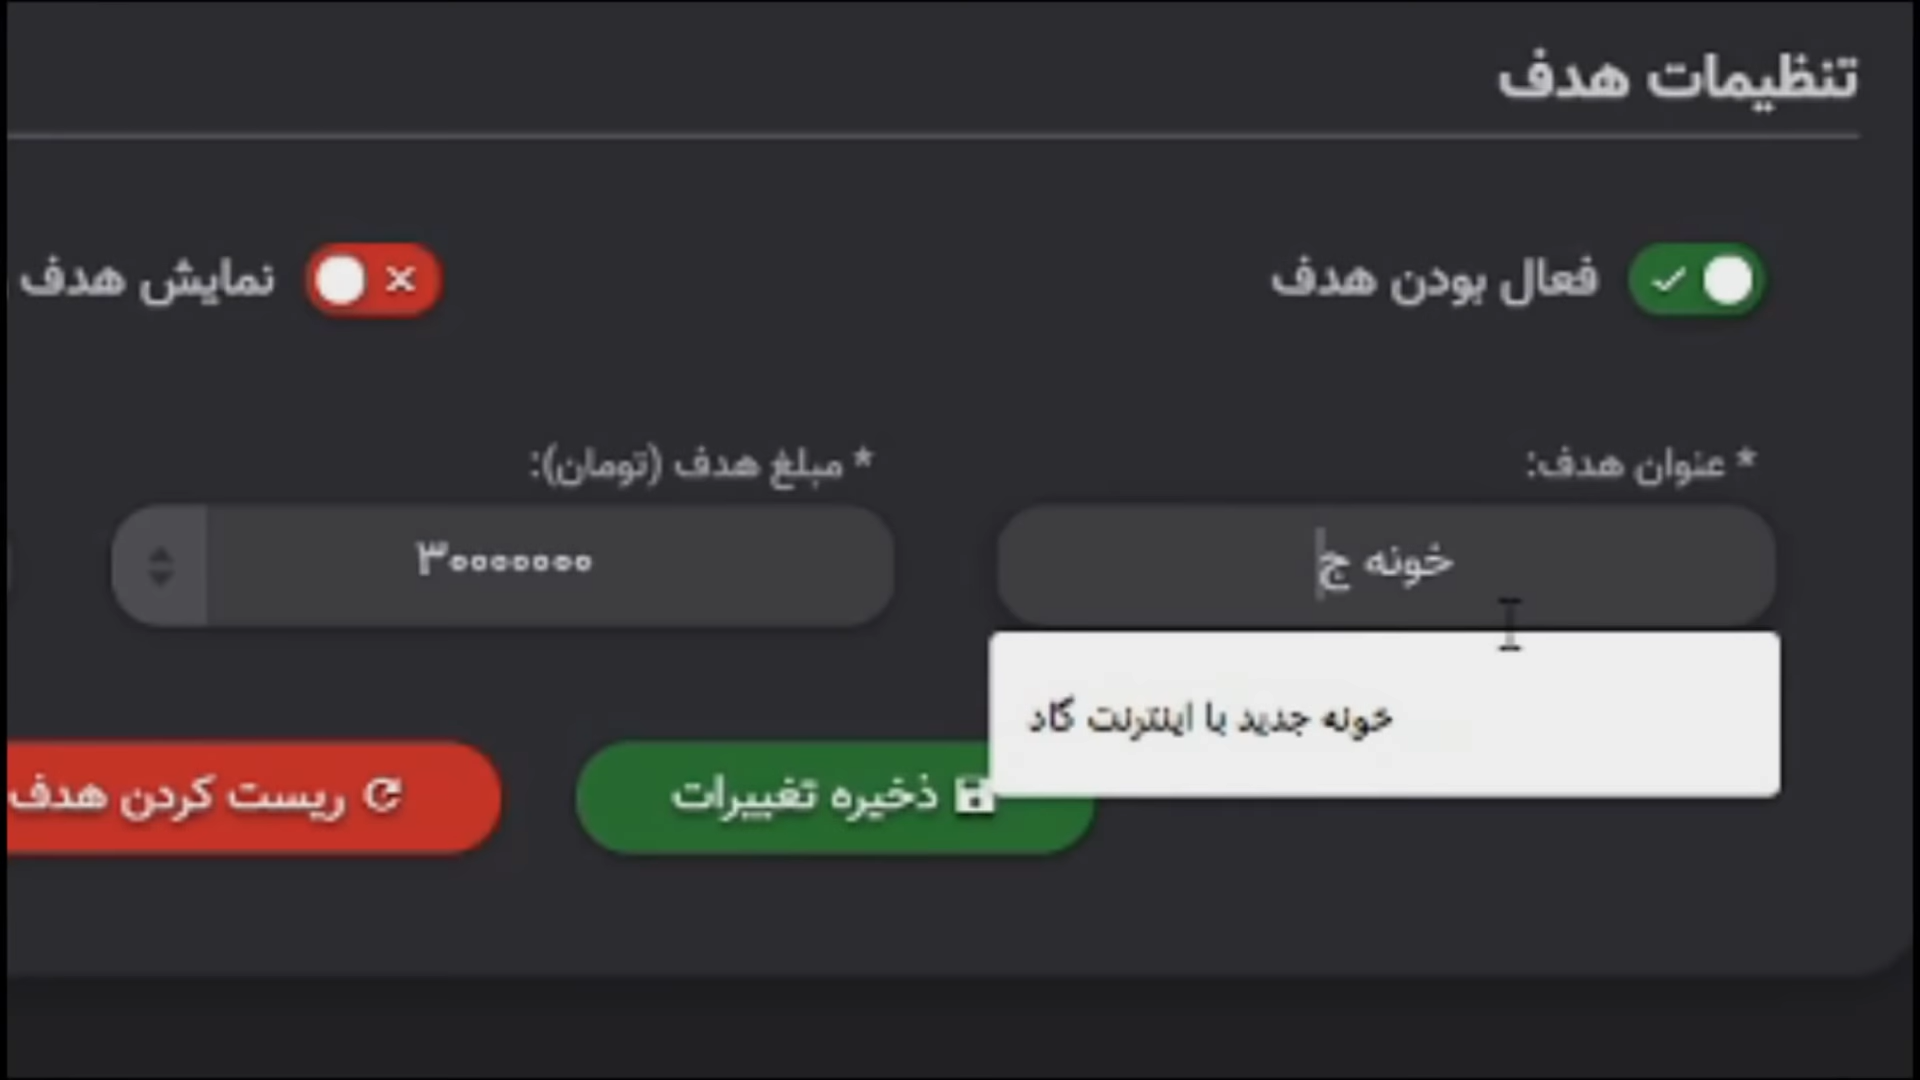 تنظیمات هدف
فعال بودن هدف
نمایش هدف
* عنوان هدف:
* مبلغ هدف (تومان):
خونه ج
۳۰۰۰۰۰۰۰
خونه جدید با اینترنت گاد
ذخیره تغییرات
ریست کردن هدف